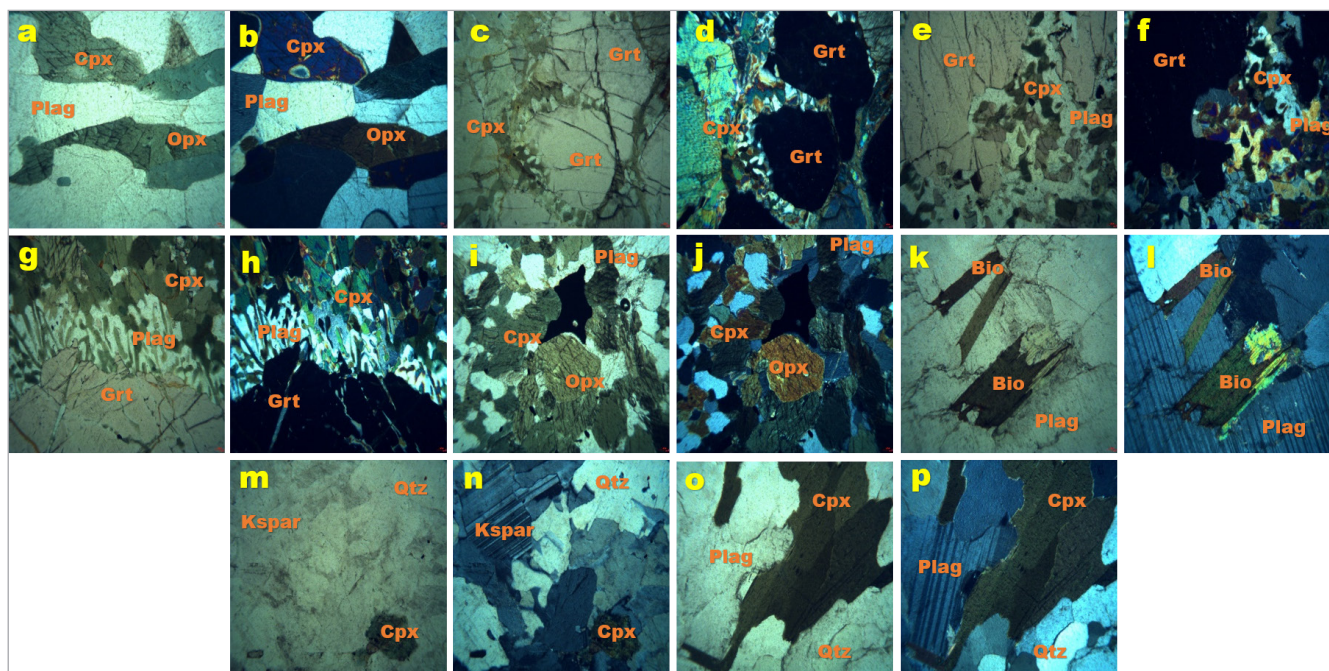 a
Cpx
Plag
Opx
b
Cpx
Plag
Opx
c
Grt
Cpx
Grt
d
Grt
Cpx
Grt
e
Grt
Cpx
Plag
f
Grt
Cpx
Plag
g
Cpx
Plag
Grt
h
Cpx
Plag
Grt
i
Plag
Cpx
Opx
j
Plag
Cpx
Opx
k
Bio
Bio
Plag
l
Bio
Bio
Plag
m
Qtz
Kspar
Cpx
n
Qtz
Kspar
Cpx
o
Cpx
Plag
Qtz
p
Cpx
Plag
Qtz